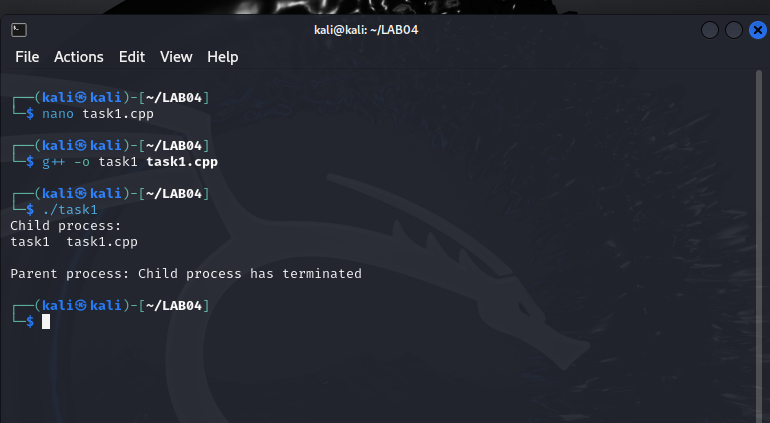 kali@kali: ~/LAB04
File Actions Edit View Help
┌──(kali㉿kali)-[~/LAB04]
└─$ nano task1.cpp
┌──(kali㉿kali)-[~/LAB04]
└─$ g++ -o task1 task1.cpp
┌──(kali㉿kali)-[~/LAB04]
└─$ ./task1
Child process:
task1  task1.cpp
Parent process: Child process has terminated
┌──(kali㉿kali)-[~/LAB04]
└─$